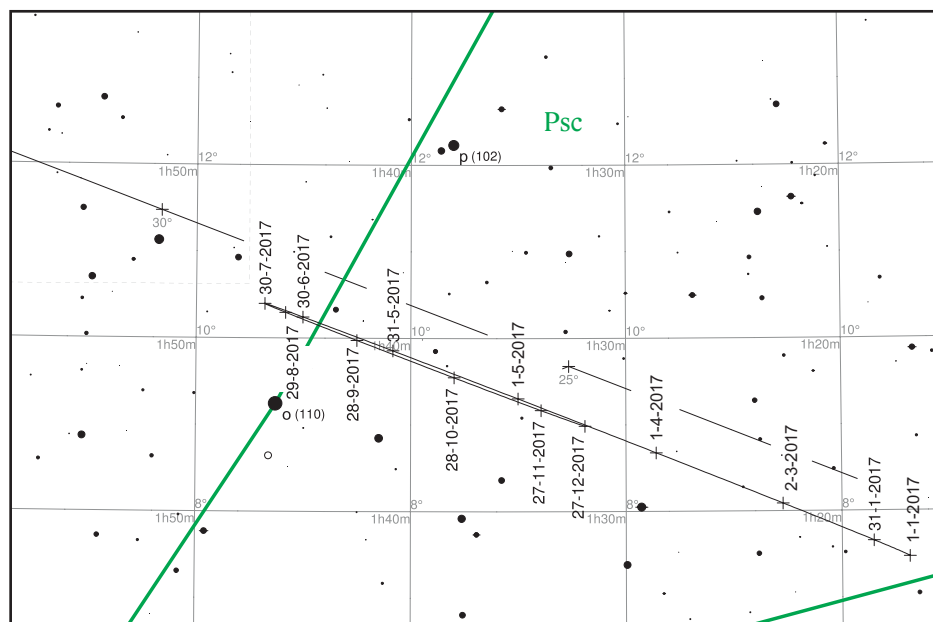 Psc
p (102)
12°
1h50m
12°
1h40m
12°
1h30m
12°
1h20m
30°
30-7-2017
30-6-2017
31-5-2017
10°
1h50m
10°
1h40m
10°
1h30m
10°
1h20m
29-8-2017
28-9-2017
1-5-2017
25°
o (110)
28-10-2017
27-11-2017
27-12-2017
1-4-2017
2-3-2017
31-1-2017
1-1-2017
8°
1h50m
8°
1h40m
8°
1h30m
8°
1h20m